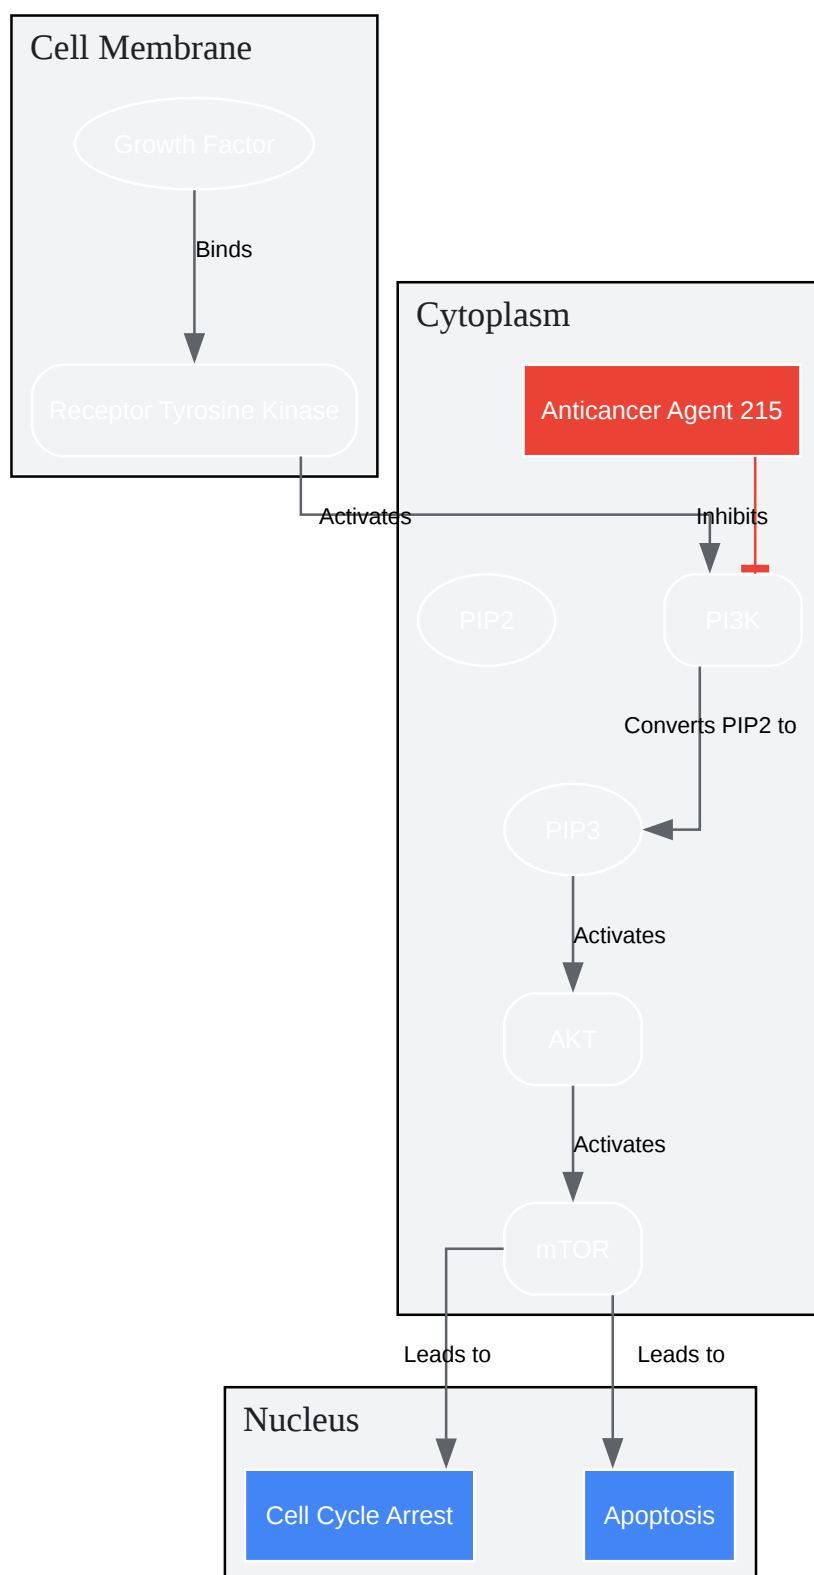 Cell Membrane
Growth Factor
Binds
Cytoplasm
Receptor Tyrosine Kinase
Anticancer Agent 215
Activates
Inhibits
PIP2
PI3K
Converts PIP2 to
PIP3
Activates
AKT
Activates
mTOR
Leads to
Leads to
Nucleus
Cell Cycle Arrest
Apoptosis